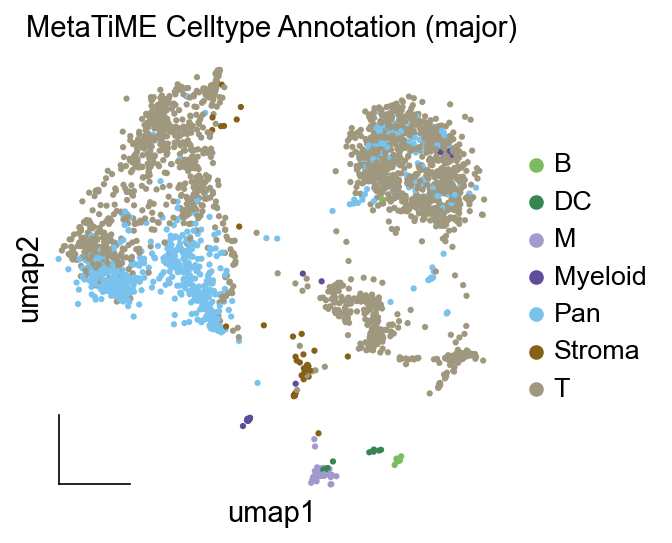 MetaTiME Celltype Annotation (major)
B
DC
M
Myeloid
Pan
Stroma
T
umap2
umap1